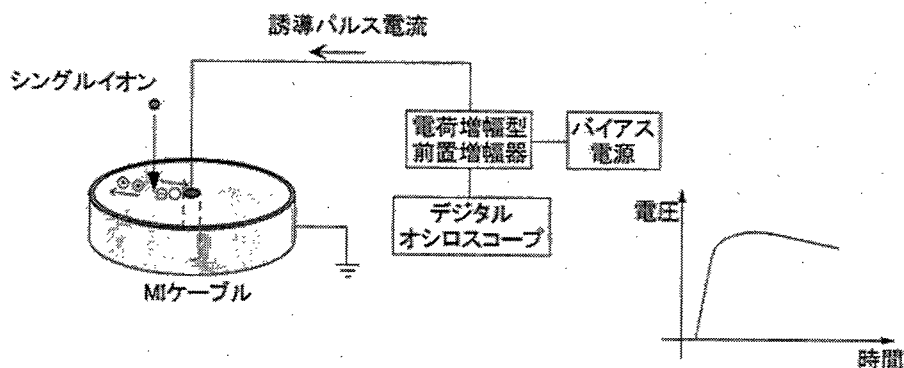 誘導パルス電流
シングルイオン
電荷増幅型
前置増幅器
バイアス
電源
デジタル
オシロスコープ
MIケーブル
電圧
時間